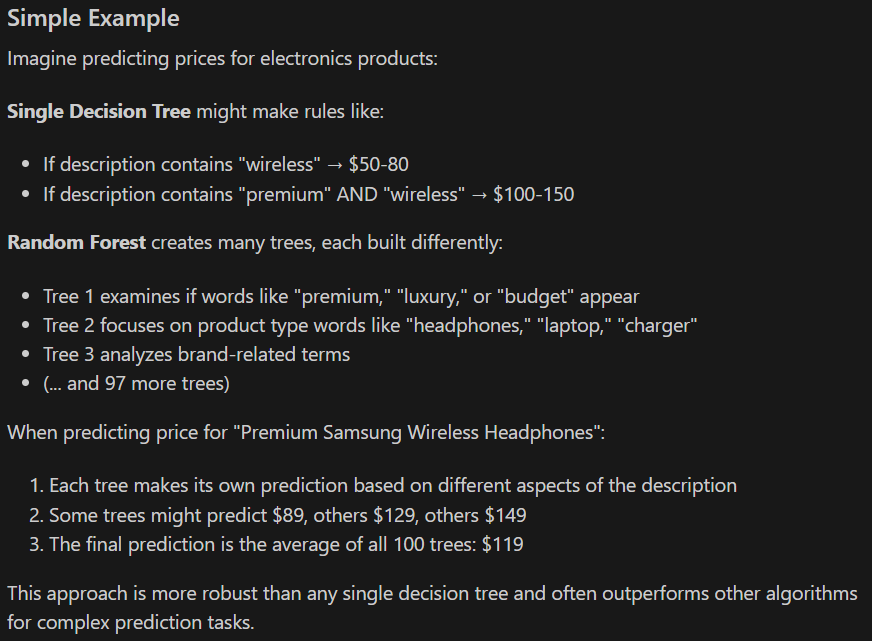 Simple Example
Imagine predicting prices for electronics products:
Single Decision Tree might make rules like:
• If description contains "wireless" → $50-80
• If description contains "premium" AND "wireless" → $100-150
Random Forest creates many trees, each built differently:
• Tree 1 examines if words like "premium," "luxury," or "budget" appear
• Tree 2 focuses on product type words like "headphones," "laptop," "charger"
• Tree 3 analyzes brand-related terms
• (... and 97 more trees)
When predicting price for "Premium Samsung Wireless Headphones":
1. Each tree makes its own prediction based on different aspects of the description
2. Some trees might predict $89, others $129, others $149
3. The final prediction is the average of all 100 trees: $119
This approach is more robust than any single decision tree and often outperforms other algorithms
for complex prediction tasks.